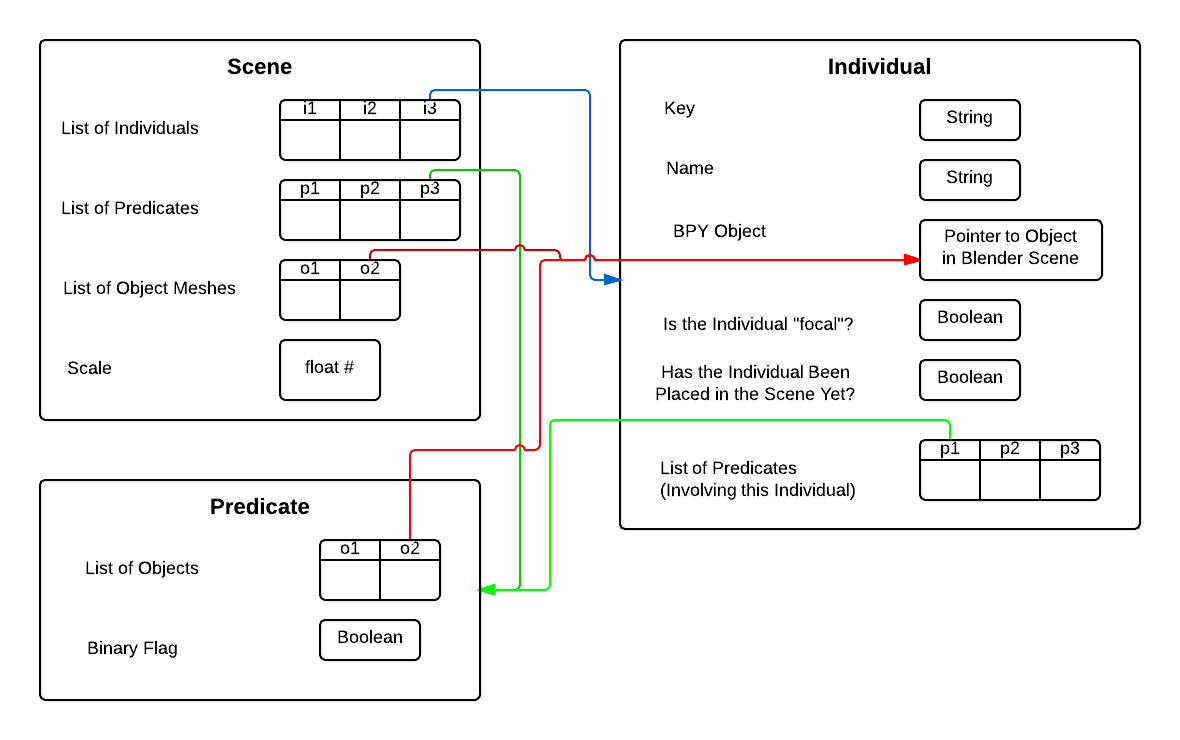 Scene
List of Individuals
i1 i2 i3
List of Predicates
p1 p2 p3
List of Object Meshes
o1 o2
Scale
float #
Individual
Key
String
Name
String
BPY Object
Pointer to Object
in Blender Scene
Is the Individual "focal"?
Boolean
Has the Individual Been
Placed in the Scene Yet?
Boolean
List of Predicates
(Involving this Individual)
p1 p2 p3
Predicate
List of Objects
o1 o2
Binary Flag
Boolean